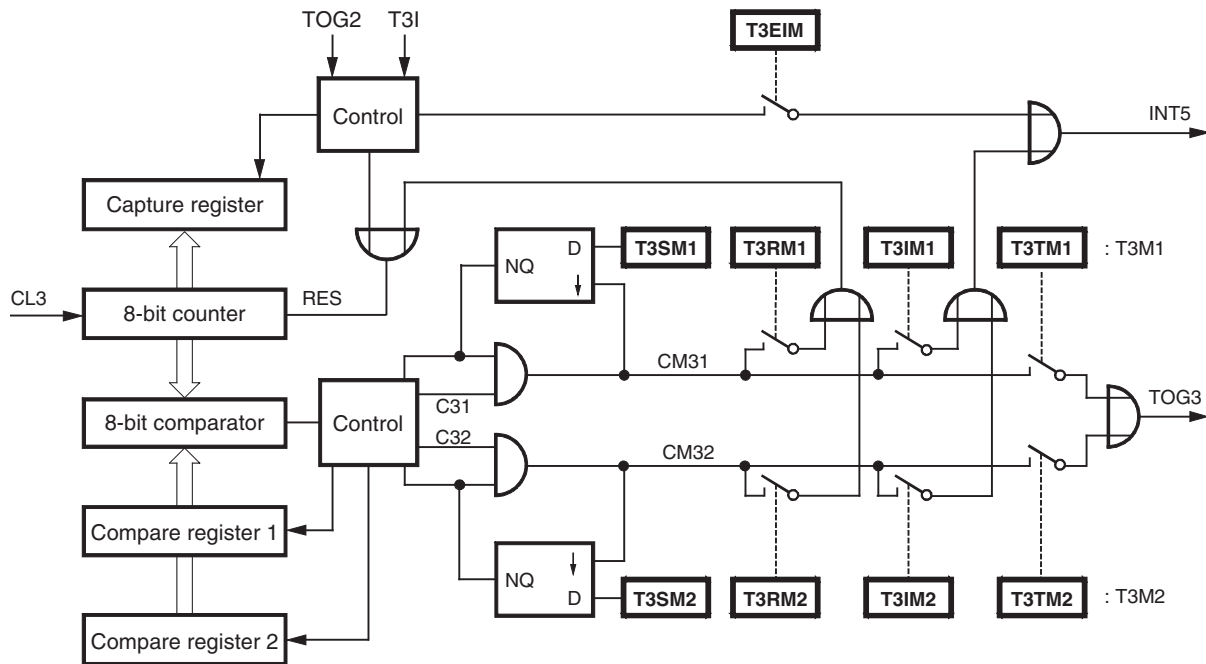 TOG2 T3I
T3EIM
Control
INT5
Capture register
D T3SM1 T3RM1 T3IM1 T3TM1 : T3M1
NQ
CL3 8-bit counter RES
CM31
C31
8-bit comparator Control TOG3
C32
CM32
Compare register 1
NQ
D T3SM2 T3RM2 T3IM2 T3TM2 : T3M2
Compare register 2